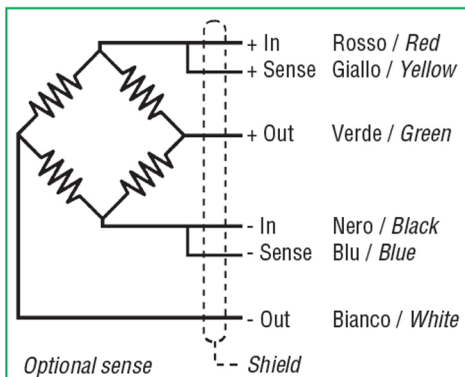 + In Rosso / Red
+ Sense Giallo / Yellow
+ Out Verde / Green
- In Nero / Black
- Sense Blu / Blue
- Out Bianco / White
Optional sense Shield